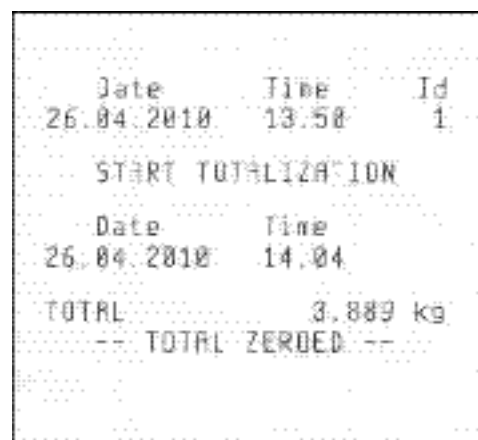 Date Time Id
26.04.2010 13.50 1
START TOTALIZATION
Date Time
26.04.2010 14.04
TOTAL 3.889 kg
-- TOTAL ZEROED --